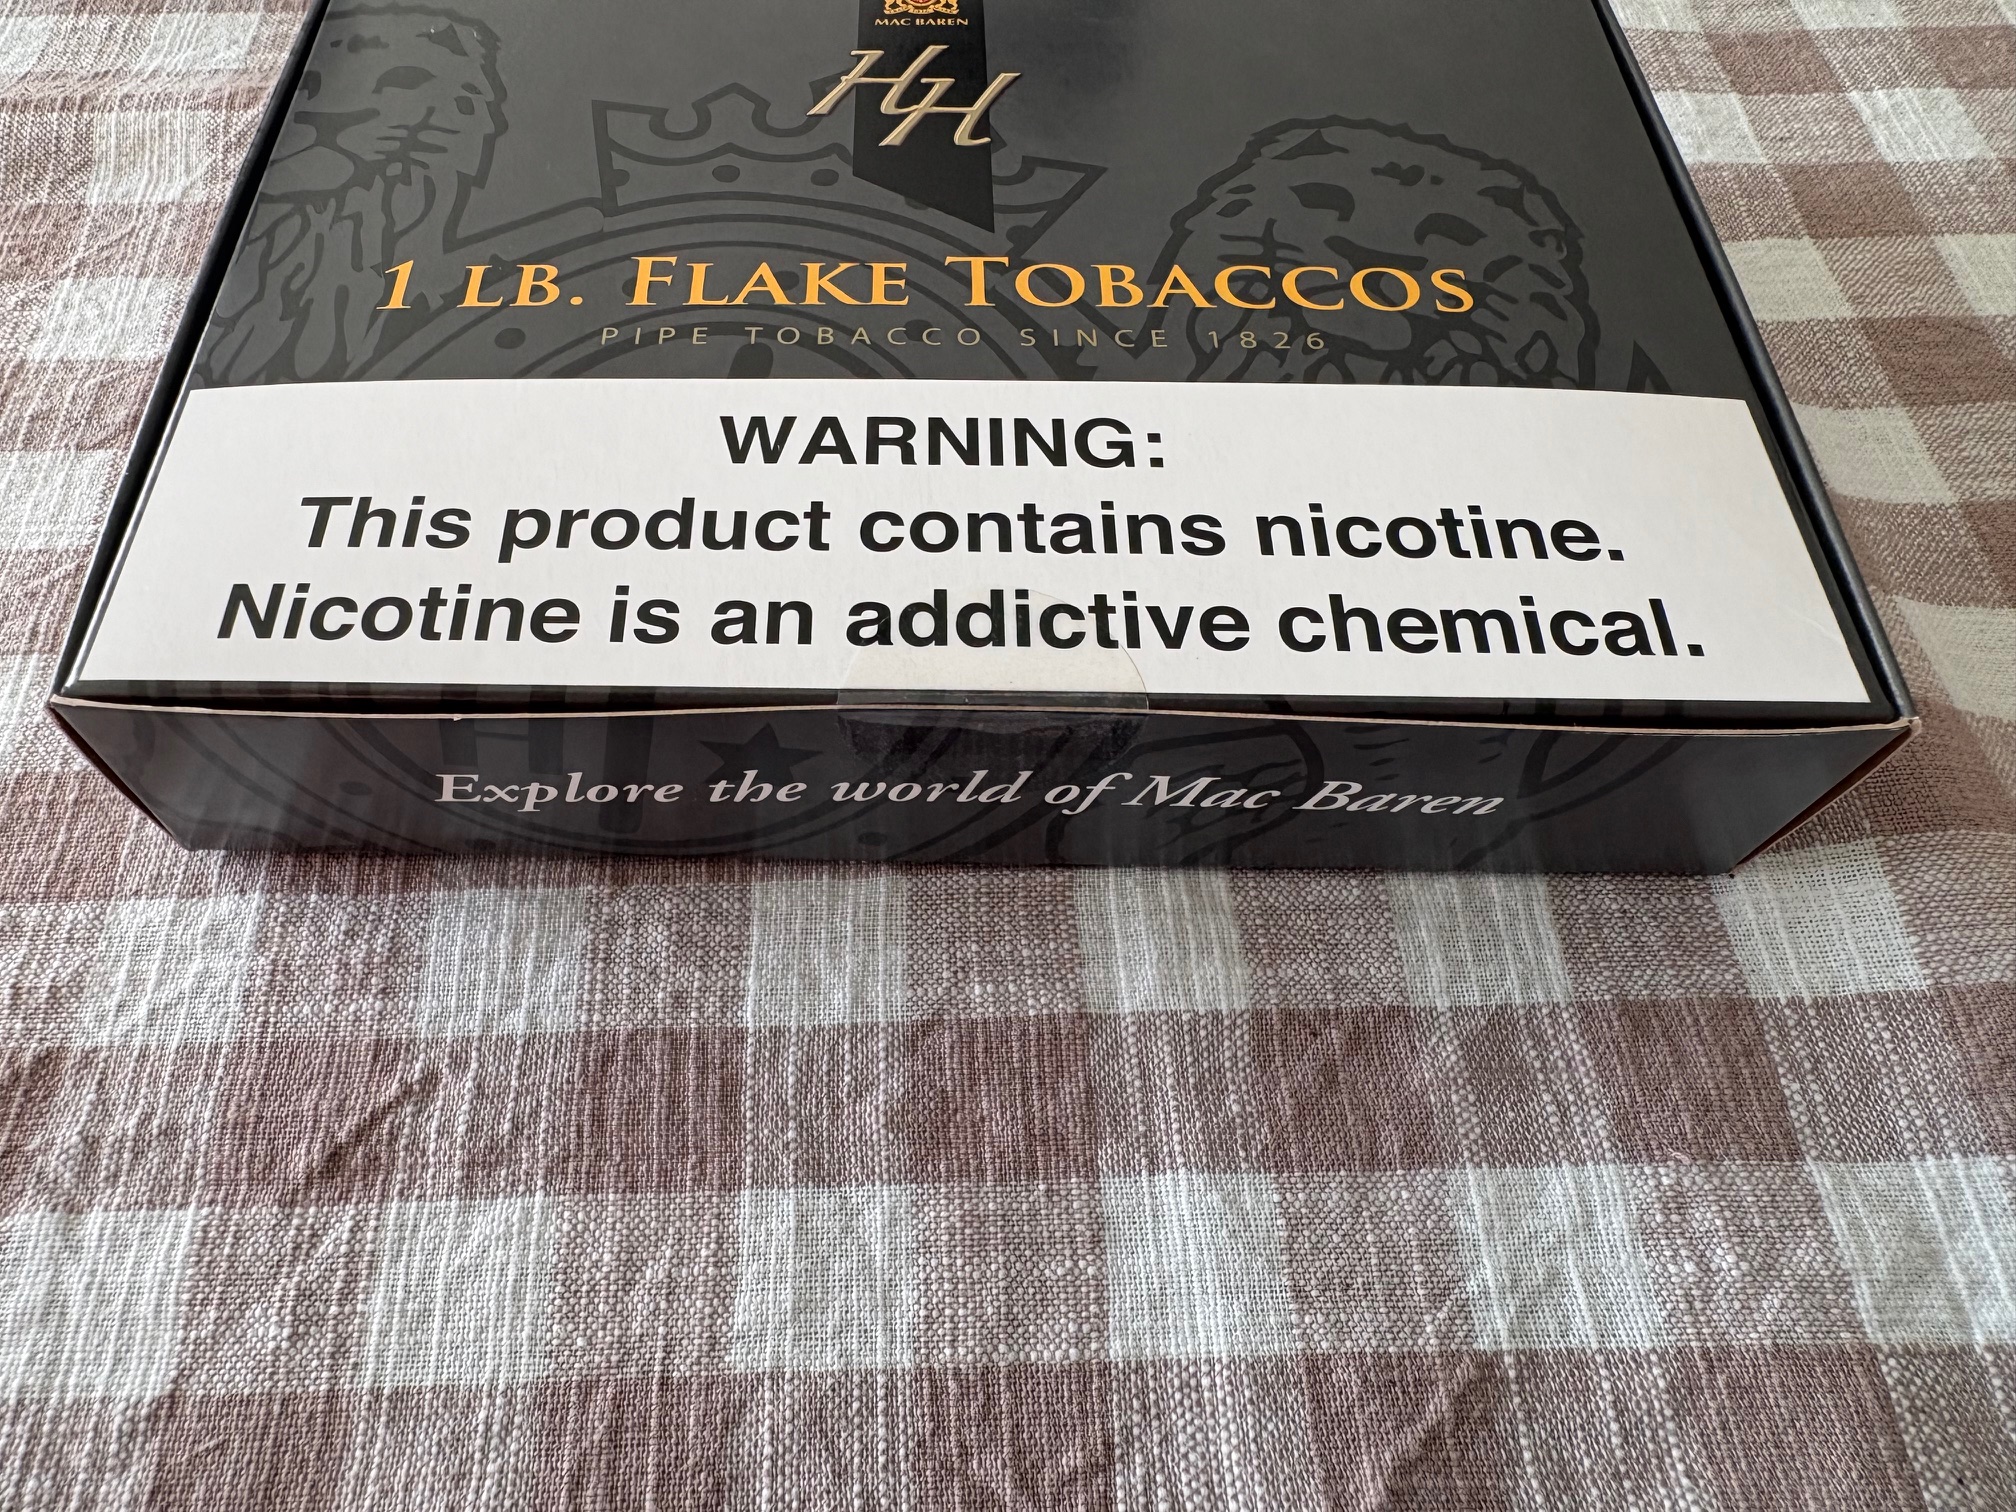 MAC BAREN
HH
1 LB. FLAKE TOBACCOS
PIPE TOBACCO SINCE 1826
WARNING:
This product contains nicotine.
Nicotine is an addictive chemical.
Explore the world of Mac Baren